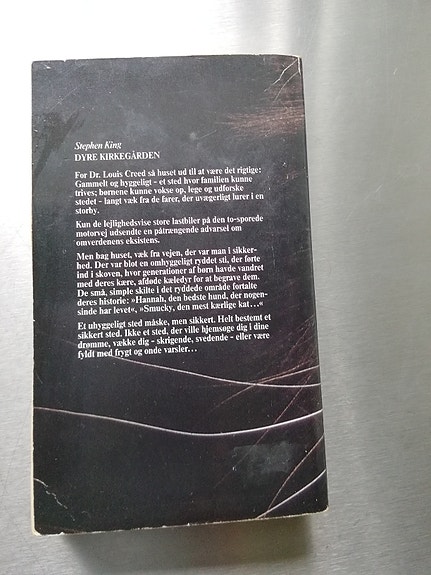 Stephen King
DYRE KIRKEGÅRDEN
For Dr. Louis Creed så huset ud til at være det rigtige:
Gammelt og hyggeligt - et sted hvor familien kunne
trives; børnene kunne vokse op, lege og udforske
stedet - langt væk fra de farer, der uvægerligt lurer i en
storby.
Kun de lejlighedsvise store lastbiler på den to-sporede
motorvej udsendte en påtrængende advarsel om
omverdenens eksistens.
Men bag huset, væk fra vejen, der var man i sikker-
hed. Der var blot en omhyggeligt ryddet sti, der førte
ind i skoven, hvor generationer af børn havde vandret
med deres kære, afdøde kæledyr for at begrave dem.
De små, simple skilte i det ryddede område fortalte
deres historie: »Hannah, den bedste hund, der nogen-
sinde har levet«, »Smucky, den mest kærlige kat...«
Et uhyggeligt sted måske, men sikkert. Helt bestemt et
sikkert sted. Ikke et sted, der ville hjemsøge dig i dine
drømme, vække dig - skrigende, svedende - eller være
fyldt med frygt og onde varsler...